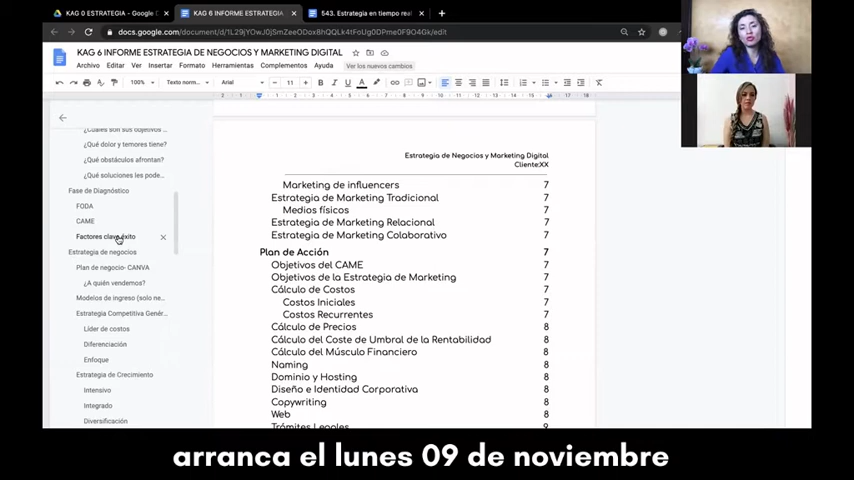 KAG 0 ESTRATEGIA - Google D
KAG 6 INFORME ESTRATEGIA
543. Estrategia en tiempo real
docs.google.com/document/d/1L29jYOwJ0jSmZeeODox8hQQLk4tFoUg0DPme0F9O4Gk/edit
KAG 6 INFORME ESTRATEGIA DE NEGOCIOS Y MARKETING DIGITAL
Archivo Editar Ver Insertar Formato Herramientas Complementos Ayuda Ver los nuevos cambios
100% Texto norm... Arial 11
¿Cuáles son sus objetivos ...
¿Qué dolor y temores tiene?
¿Qué obstáculos afrontan?
¿Qué soluciones les pode...
Fase de Diagnóstico
FODA
CAME
Factores clave éxito
Estrategia de negocios
Plan de negocio- CANVA
¿A quién vendemos?
Modelos de ingreso (solo ne...
Estrategia Competitiva Genér...
Líder de costos
Diferenciación
Enfoque
Estrategia de Crecimiento
Intensivo
Integrado
Diversificación
Estrategia de Negocios y Marketing Digital
Cliente:XX
Marketing de influencers 7
Estrategia de Marketing Tradicional 7
Medios físicos 7
Estrategia de Marketing Relacional 7
Estrategia de Marketing Colaborativo 7
Plan de Acción 7
Objetivos del CAME 7
Objetivos de la Estrategia de Marketing 7
Cálculo de Costos 7
Costos Iniciales 7
Costos Recurrentes 7
Cálculo de Precios 8
Cálculo del Coste de Umbral de la Rentabilidad 8
Cálculo del Músculo Financiero 8
Naming 8
Dominio y Hosting 8
Diseño e Identidad Corporativa 8
Copywriting 8
Web 8
Trámites Legales 9
arranca el lunes 09 de noviembre